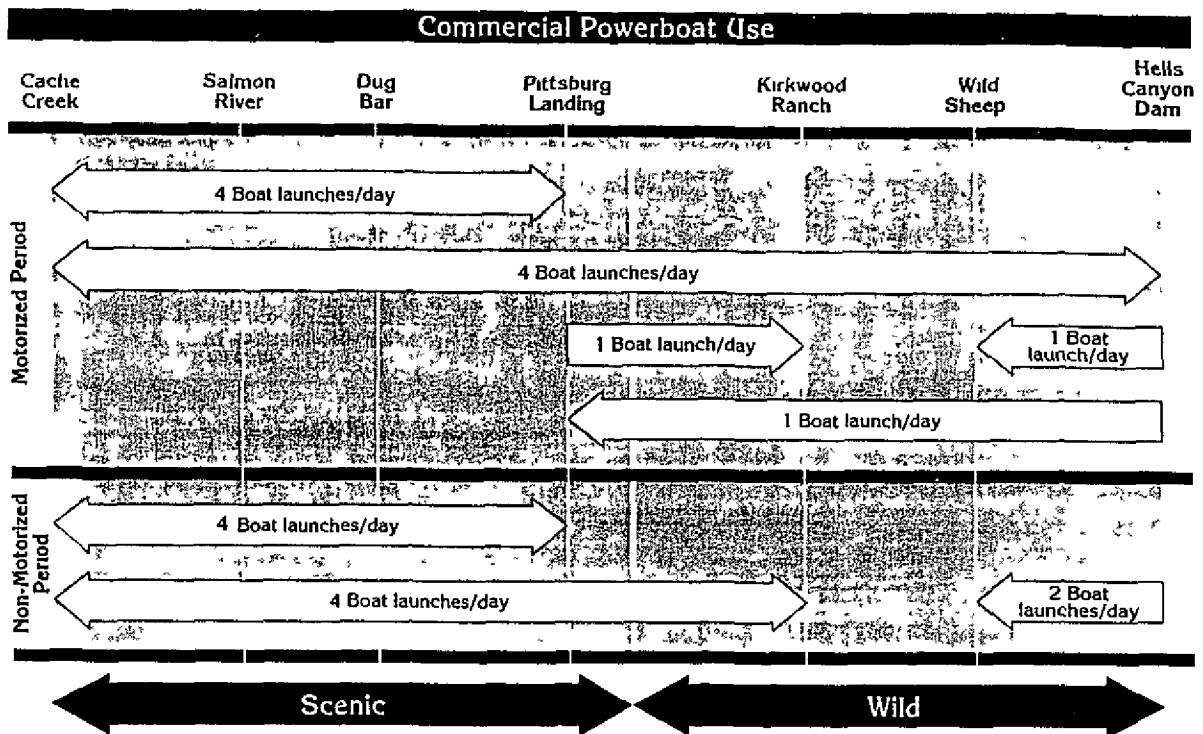 Commercial Powerboat Use
Cache
Creek
Salmon
River
Dug
Bar
Pittsburg
Landing
Kirkwood
Ranch
Wild
Sheep
Hells
Canyon
Dam
Motorized Period
4 Boat launches/day
4 Boat launches/day
1 Boat launch/day
1 Boat
launch/day
1 Boat launch/day
Non-Motorized
Period
4 Boat launches/day
4 Boat launches/day
2 Boat
launches/day
Scenic
Wild